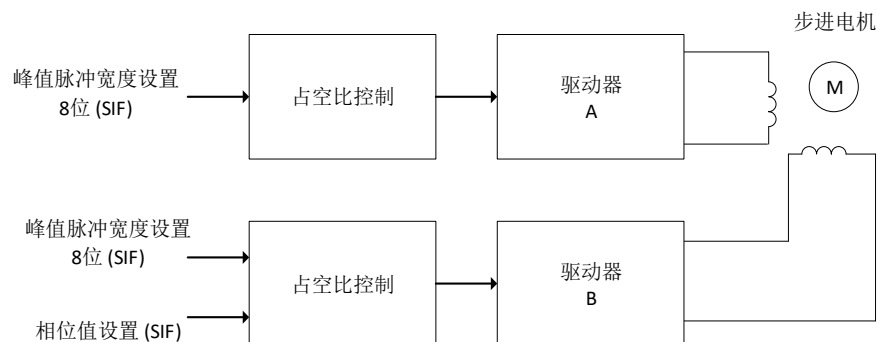 步进电机
峰值脉冲宽度设置
8位 (SIF)
占空比控制
驱动器
A
M
峰值脉冲宽度设置
8位 (SIF)
占空比控制
驱动器
B
相位值设置 (SIF)